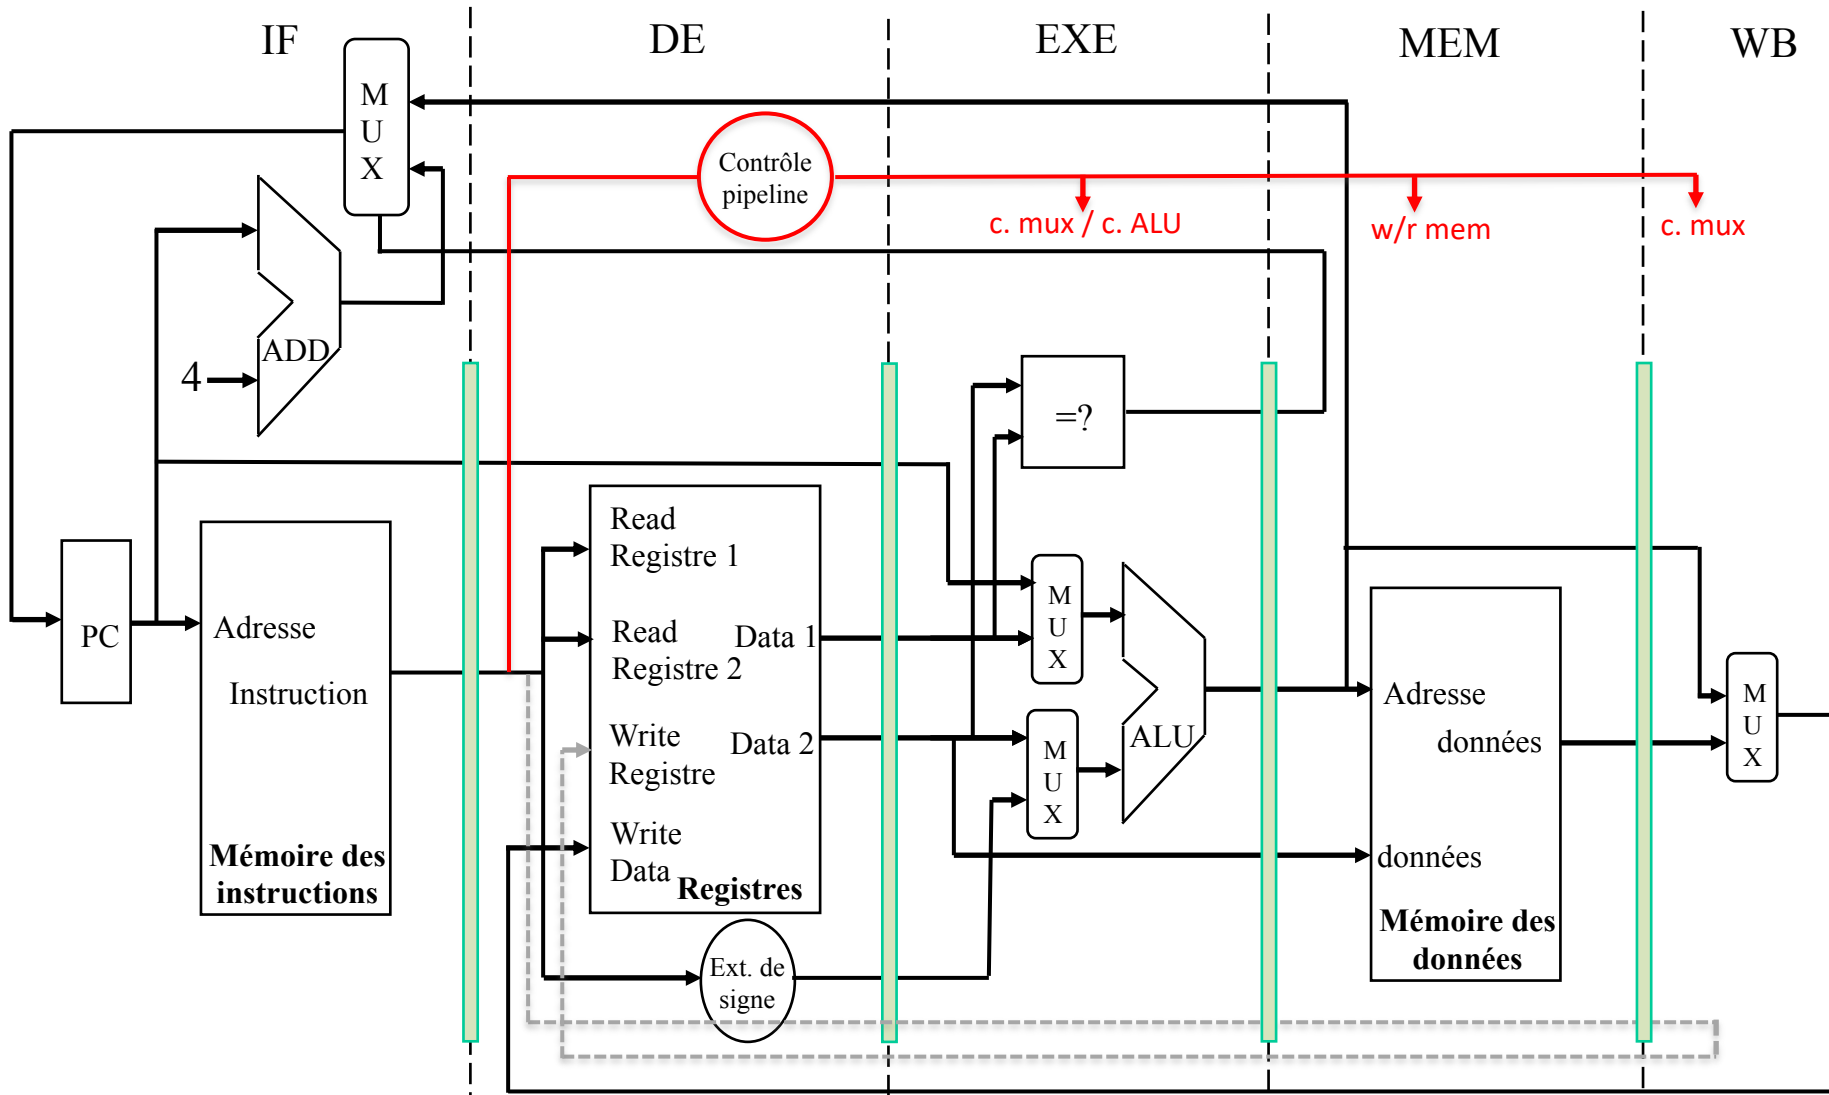 IF
DE
EXE
MEM
WB
M
U
X
Contrôle
pipeline
c. mux / c. ALU
w/r mem
c. mux
ADD
4
=?
PC
Adresse
Instruction
Mémoire des
instructions
Read
Registre 1
Read
Registre 2
Data 1
Write
Registre
Data 2
Write
Data
Registres
Ext. de
signe
M
U
X
M
U
X
ALU
Adresse
données
données
Mémoire des
données
M
U
X